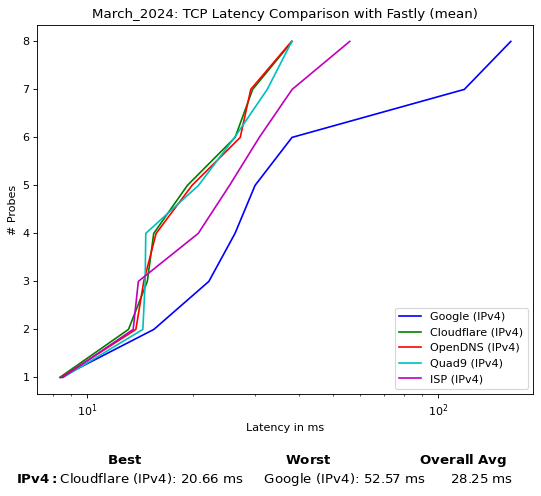 March_2024: TCP Latency Comparison with Fastly (mean)
# Probes
8
7
6
5
4
3
2
1
10¹
10²
Latency in ms
Google (IPv4)
Cloudflare (IPv4)
OpenDNS (IPv4)
Quad9 (IPv4)
ISP (IPv4)
Best Worst Overall Avg
IPv4: Cloudflare (IPv4): 20.66 ms Google (IPv4): 52.57 ms 28.25 ms